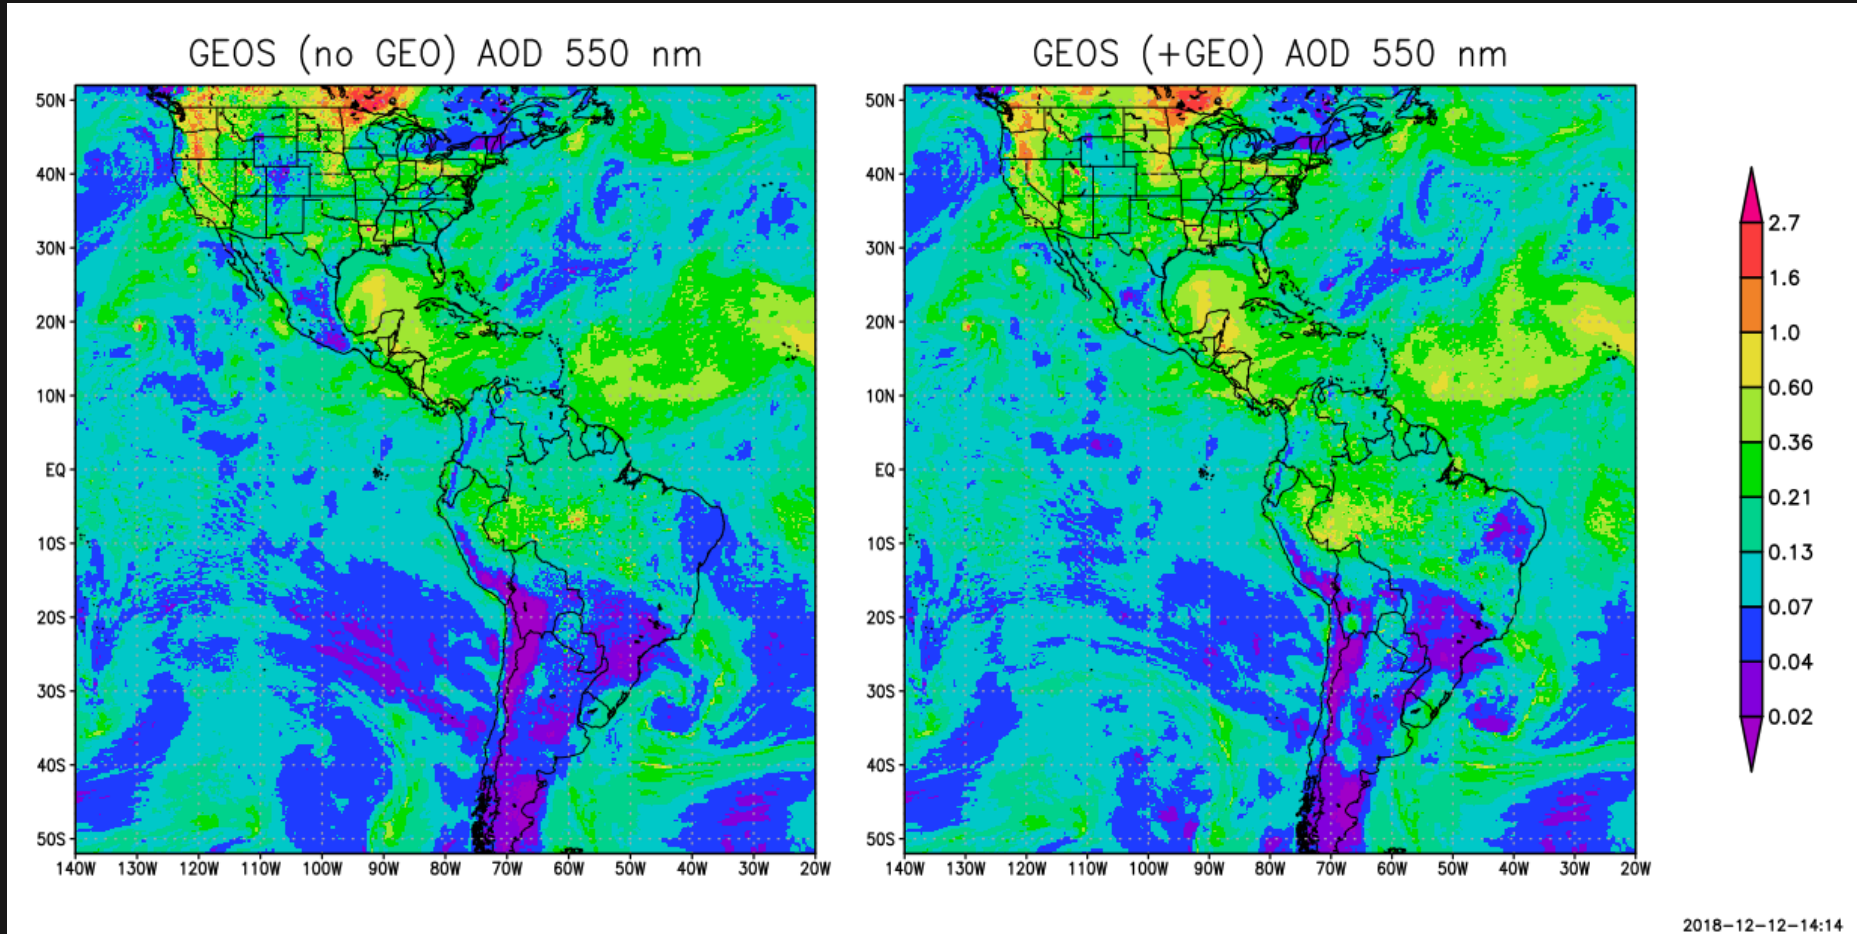 GEOS (no GEO) AOD 550 nm
50N
40N
30N
20N
10N
EQ
10S
20S
30S
40S
50S
140W 130W 120W 110W 100W 90W 80W 70W 60W 50W 40W 30W 20W
GEOS (+GEO) AOD 550 nm
50N
40N
30N
20N
10N
EQ
10S
20S
30S
40S
50S
140W 130W 120W 110W 100W 90W 80W 70W 60W 50W 40W 30W 20W
2.7
1.6
1.0
0.60
0.36
0.21
0.13
0.07
0.04
0.02
2018-12-12-14:14